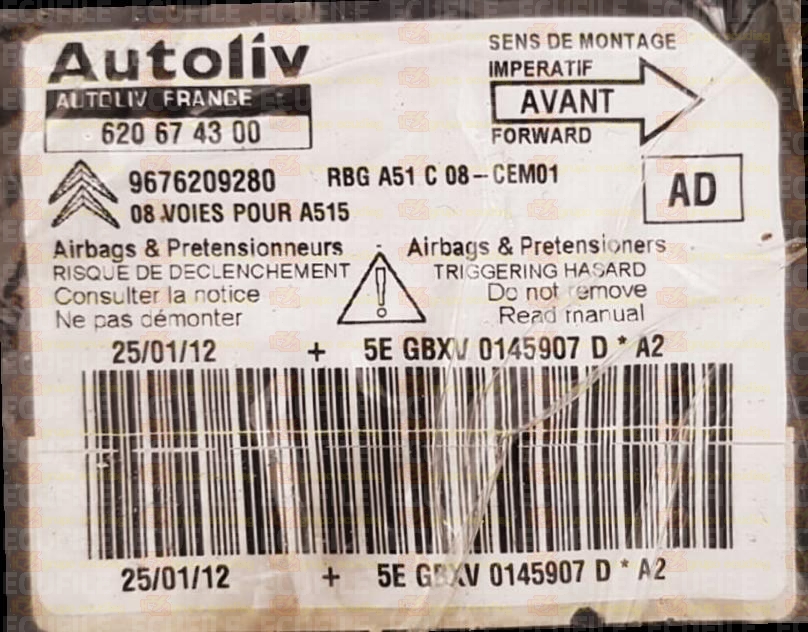 Autoliv
AUTOLIV FRANCE
620 67 43 00
SENS DE MONTAGE
IMPERATIF
AVANT
FORWARD
9676209280 RBG A51 C 08-CEM01
08 VOIES POUR A515
AD
Airbags & Pretensionneurs - Airbags & Pretensioners
RISQUE DE DECLENCHEMENT TRIGGERING HASARD
Consulter la notice Do not remove
Ne pas démonter Read manual
!
25/01/12 + 5E GBXV 0145907 D * A2
25/01/12 + 5E GBXV 0145907 D * A2
ECUFILE